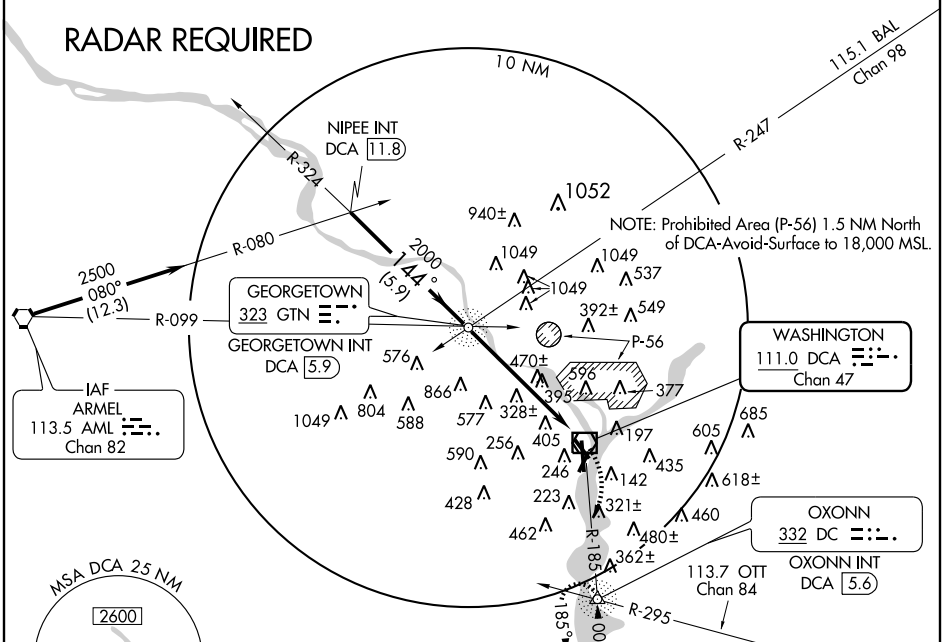 RADAR REQUIRED
10 NM
115.1 BAL
Chan 98
R-247
NIPEE INT
DCA 11.8
R-324
1052
940±
NOTE: Prohibited Area (P-56) 1.5 NM North
of DCA-Avoid-Surface to 18,000 MSL.
R-080
2500
080°
(12.3)
2000
144°
(5.9)
1049
1049
537
1049
392±
549
GEORGETOWN
323 GTN
R-099
GEORGETOWN INT
DCA 5.9
P-56
WASHINGTON
111.0 DCA
Chan 47
576
470±
596
395
377
IAF
ARMEL
113.5 AML
Chan 82
1049
804
588
866
577
328±
405
197
685
605
590
256
246
435
142
618±
428
223
321±
462
480±
460
R-185
362±
OXONN
332 DC
OXONN INT
DCA 5.6
113.7 OTT
Chan 84
R-295
MSA DCA 25 NM
2600
185°
00